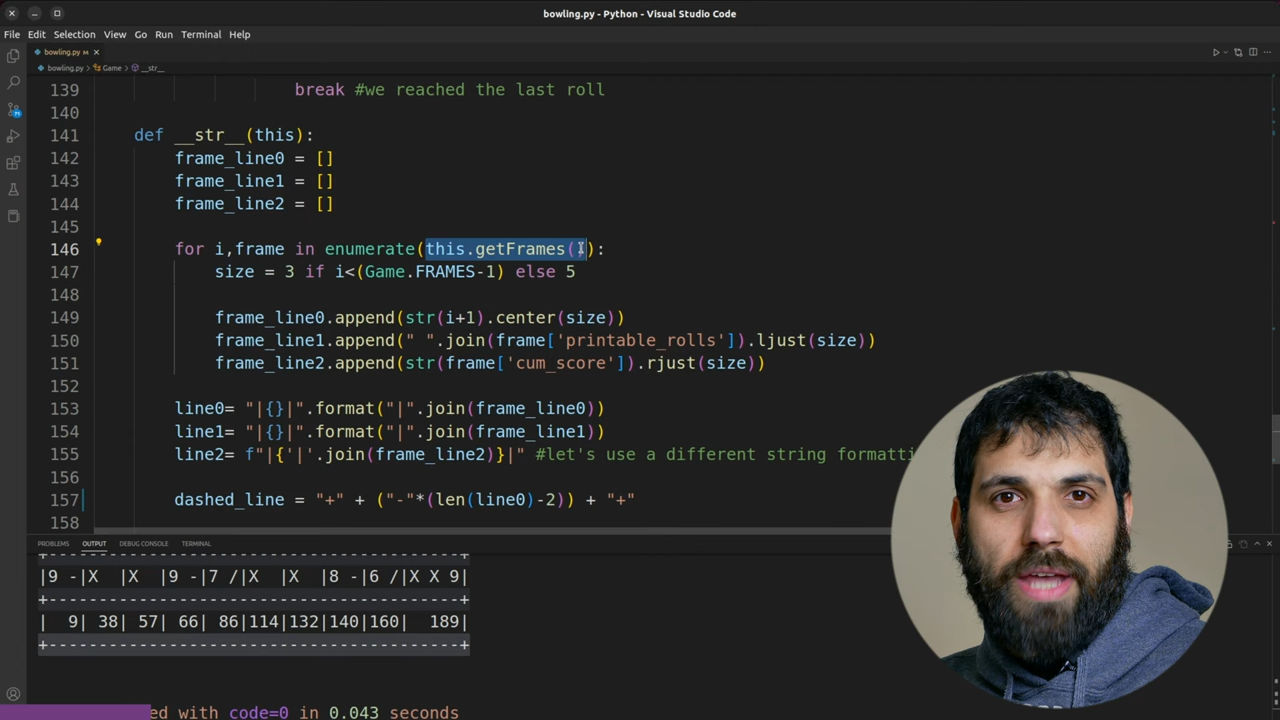 bowling.py - Python - Visual Studio Code
File Edit Selection View Go Run Terminal Help
bowling.py M
bowling.py > Game > __str__
139 break #we reached the last roll
140
141 def __str__(this):
142 frame_line0 = []
143 frame_line1 = []
144 frame_line2 = []
145
146 for i,frame in enumerate(this.getFrames()):
147 size = 3 if i<(Game.FRAMES-1) else 5
148
149 frame_line0.append(str(i+1).center(size))
150 frame_line1.append(" ".join(frame['printable_rolls']).ljust(size))
151 frame_line2.append(str(frame['cum_score']).rjust(size))
152
153 line0= "|{}|".format("|".join(frame_line0))
154 line1= "|{}|".format("|".join(frame_line1))
155 line2= f"|{'|'.join(frame_line2)}|" #let's use a different string formatti
156
157 dashed_line = "+" + ("-"*(len(line0)-2)) + "+"
158
PROBLEMS OUTPUT DEBUG CONSOLE TERMINAL
+-----------------------------------------+
|9 -|X  |X  |9 -|7 /|X  |X  |8 -|6 /|X X 9|
+-----------------------------------------+
|  9| 38| 57| 66| 86|114|132|140|160|  189|
+-----------------------------------------+
ed with code=0 in 0.043 seconds